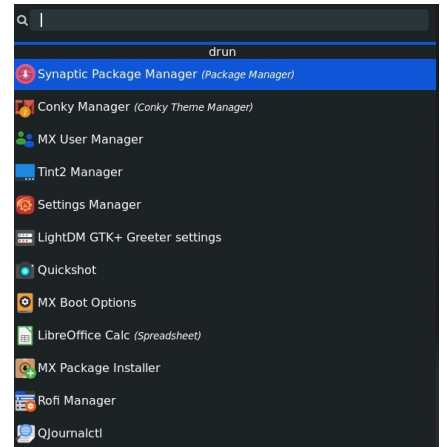 drun
Synaptic Package Manager (Package Manager)
Conky Manager (Conky Theme Manager)
MX User Manager
Tint2 Manager
Settings Manager
LightDM GTK+ Greeter settings
Quickshot
MX Boot Options
LibreOffice Calc (Spreadsheet)
MX Package Installer
Rofi Manager
QJournalctl